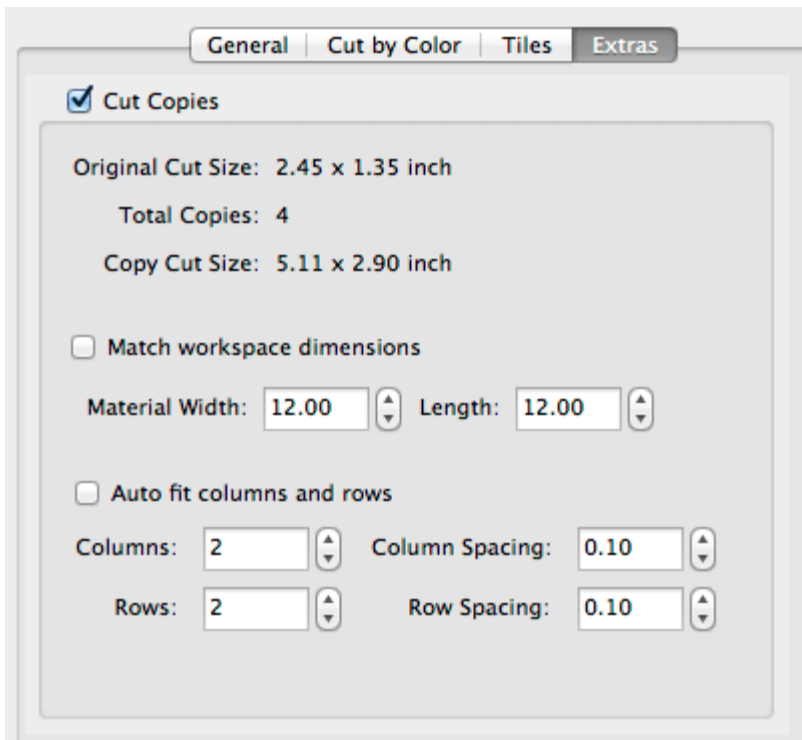 General Cut by Color Tiles Extras
Cut Copies
Original Cut Size: 2.45 x 1.35 inch
Total Copies: 4
Copy Cut Size: 5.11 x 2.90 inch
Match workspace dimensions
Material Width: 12.00 Length: 12.00
Auto fit columns and rows
Columns: 2 Column Spacing: 0.10
Rows: 2 Row Spacing: 0.10